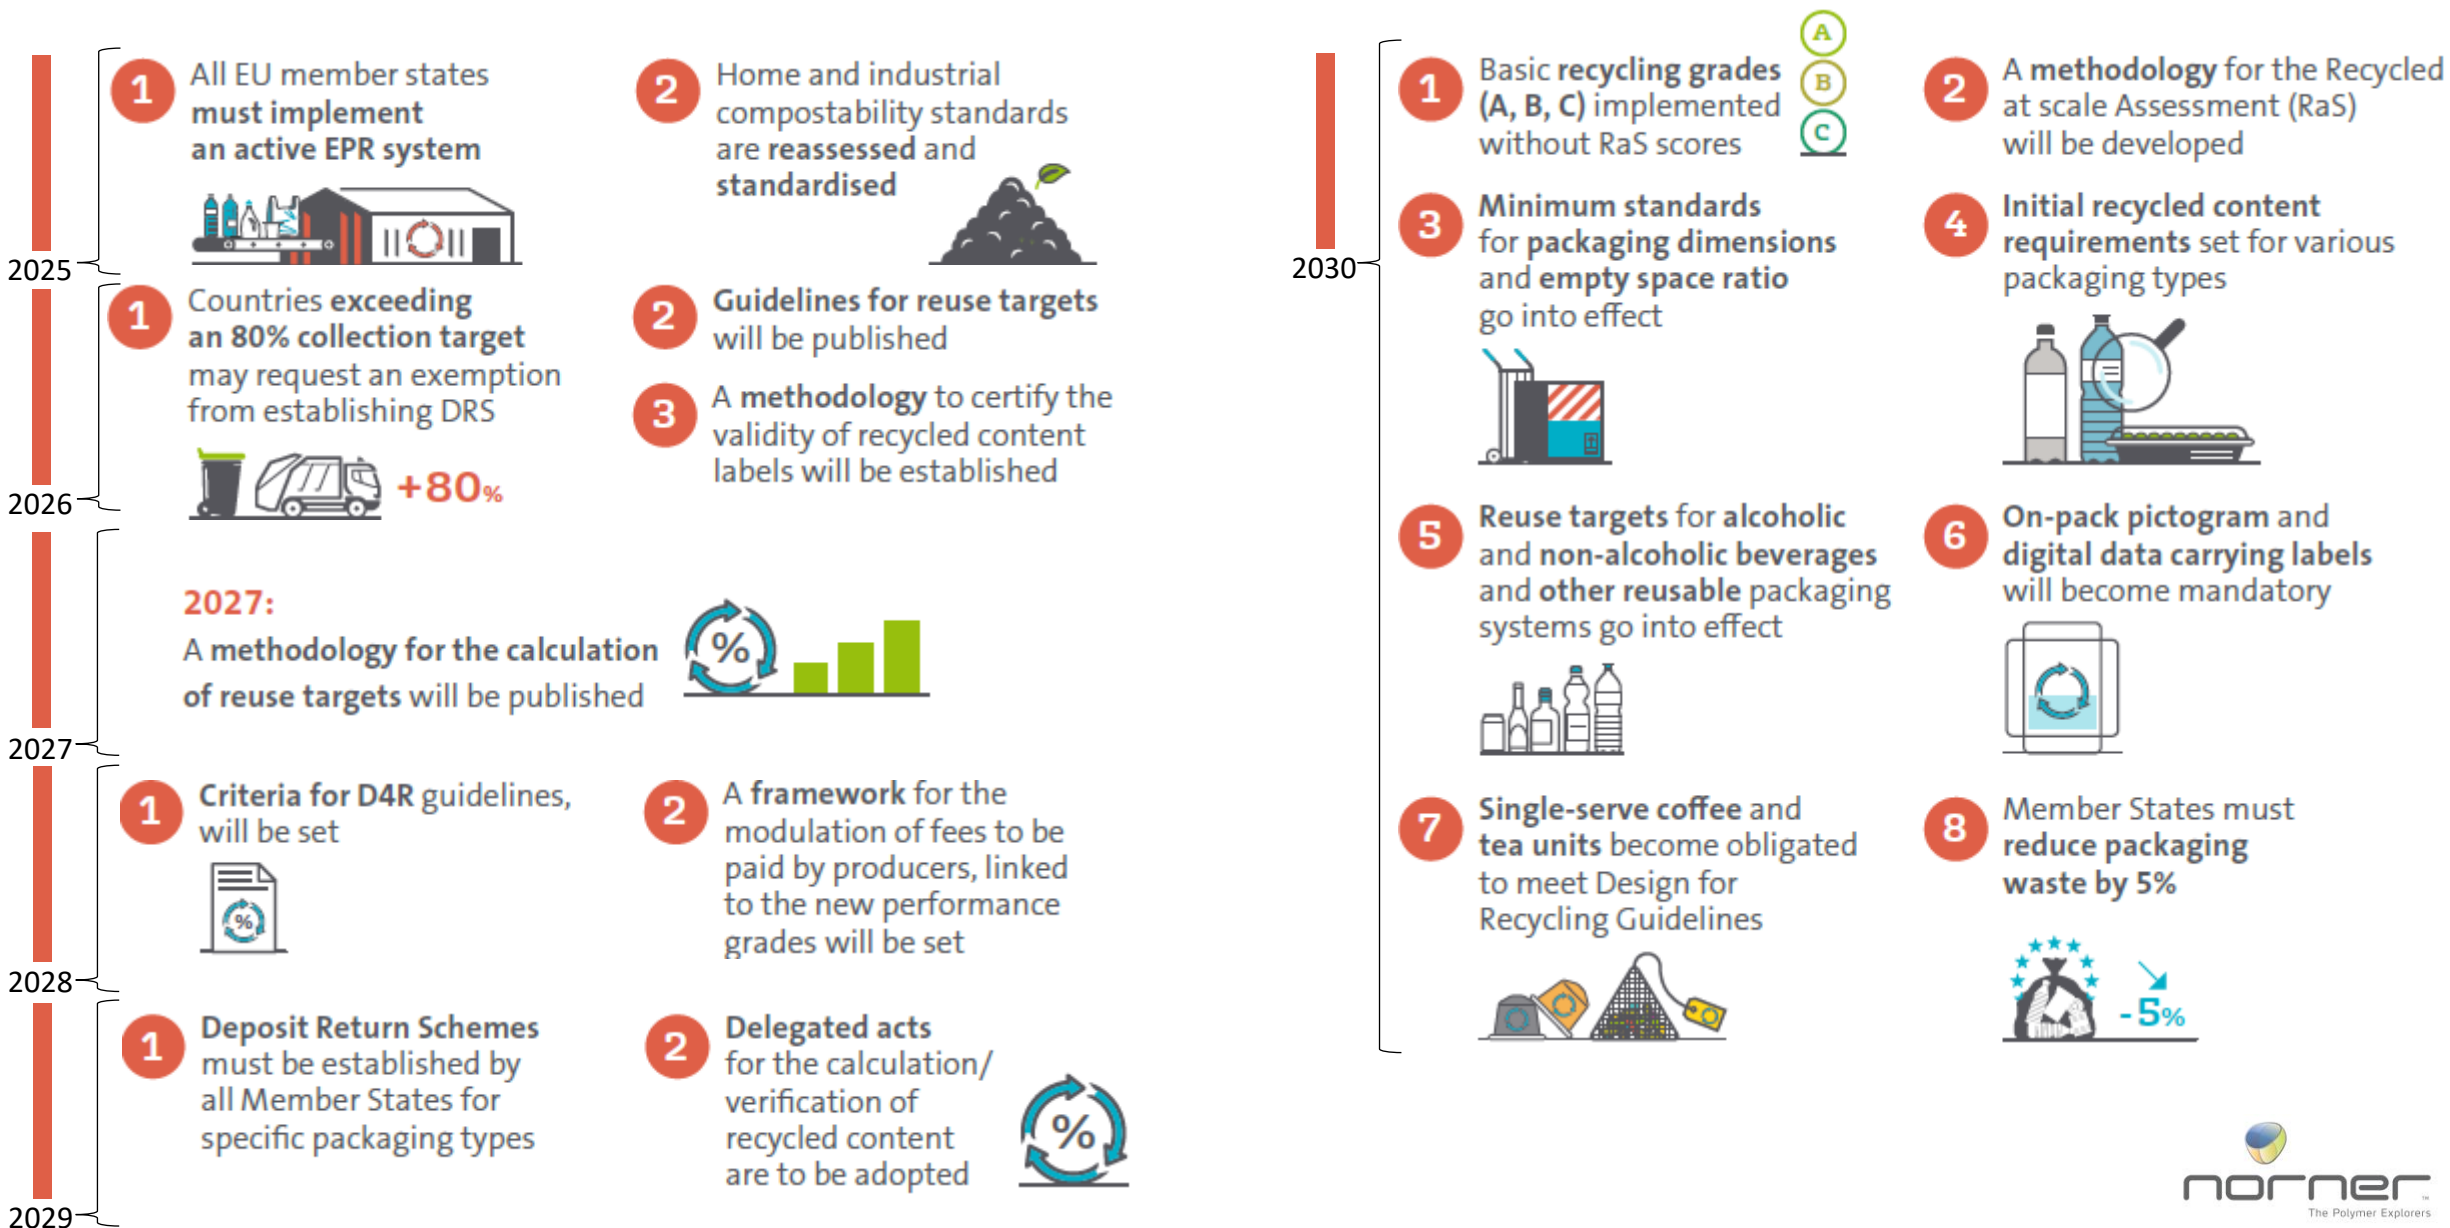 2025
1
All EU member states
must implement
an active EPR system
2
Home and industrial
compostability standards
are reassessed and
standardised
2026
1
Countries exceeding
an 80% collection target
may request an exemption
from establishing DRS
+80%
2
Guidelines for reuse targets
will be published
3
A methodology to certify the
validity of recycled content
labels will be established
2027
2027:
A methodology for the calculation
of reuse targets will be published
%
2028
1
Criteria for D4R guidelines,
will be set
%
2
A framework for the
modulation of fees to be
paid by producers, linked
to the new performance
grades will be set
2029
1
Deposit Return Schemes
must be established by
all Member States for
specific packaging types
2
Delegated acts
for the calculation/
verification of
recycled content
are to be adopted
%
2030
1
Basic recycling grades
(A, B, C) implemented
without RaS scores
A
B
C
2
A methodology for the Recycled
at scale Assessment (RaS)
will be developed
3
Minimum standards
for packaging dimensions
and empty space ratio
go into effect
4
Initial recycled content
requirements set for various
packaging types
5
Reuse targets for alcoholic
and non-alcoholic beverages
and other reusable packaging
systems go into effect
6
On-pack pictogram and
digital data carrying labels
will become mandatory
7
Single-serve coffee and
tea units become obligated
to meet Design for
Recycling Guidelines
8
Member States must
reduce packaging
waste by 5%
-5%
norner™
The Polymer Explorers